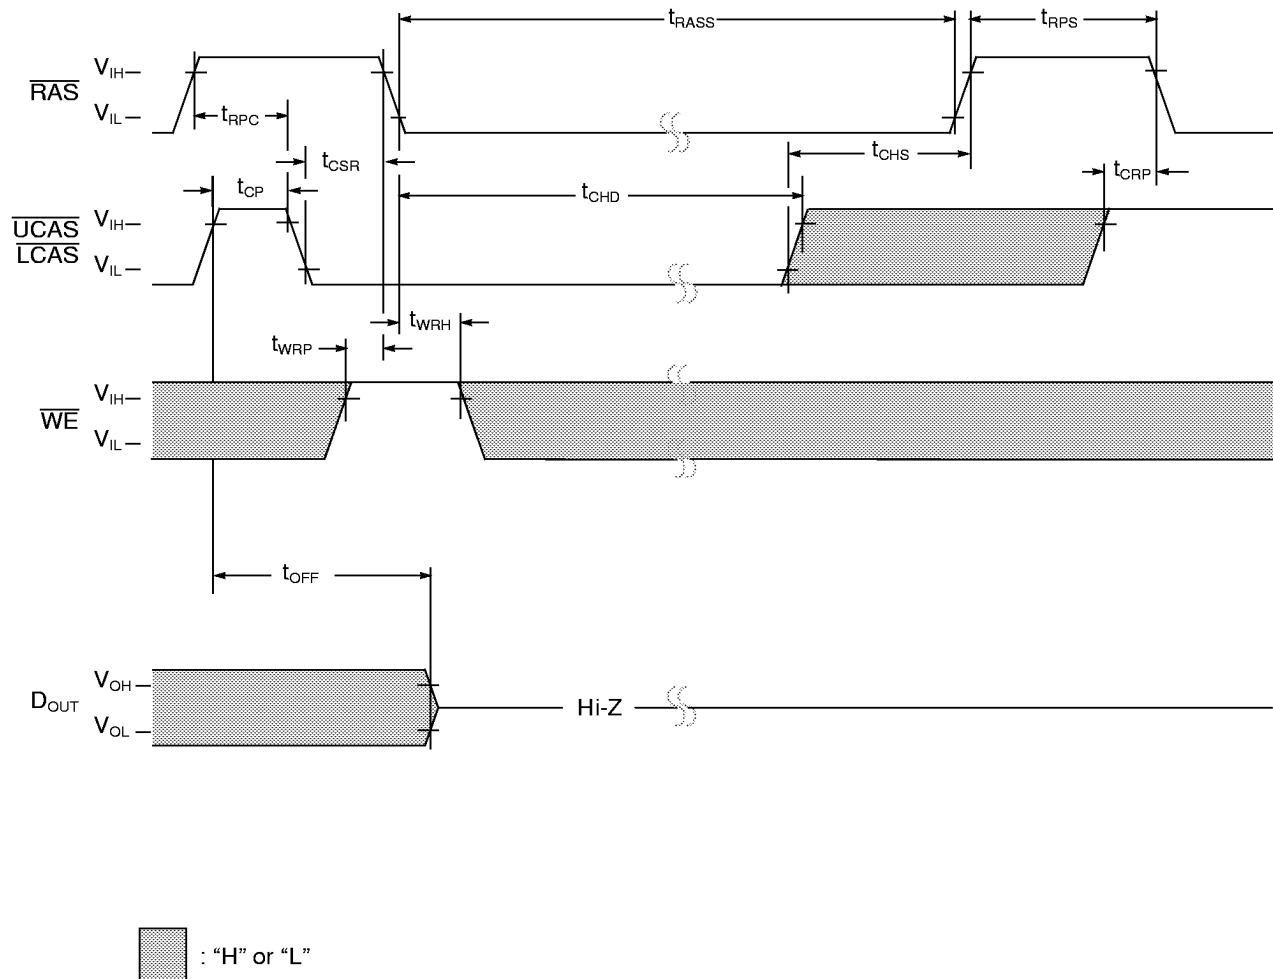 tRASS
tRPS
VIH
RAS
VIL
tRPC
tCSR
tCHS
tCRP
tCP
tCHD
VIH
UCAS
LCAS
VIL
tWRH
tWRP
VIH
WE
VIL
tOFF
VOH
DOUT
Hi-Z
VOL
: “H” or “L”